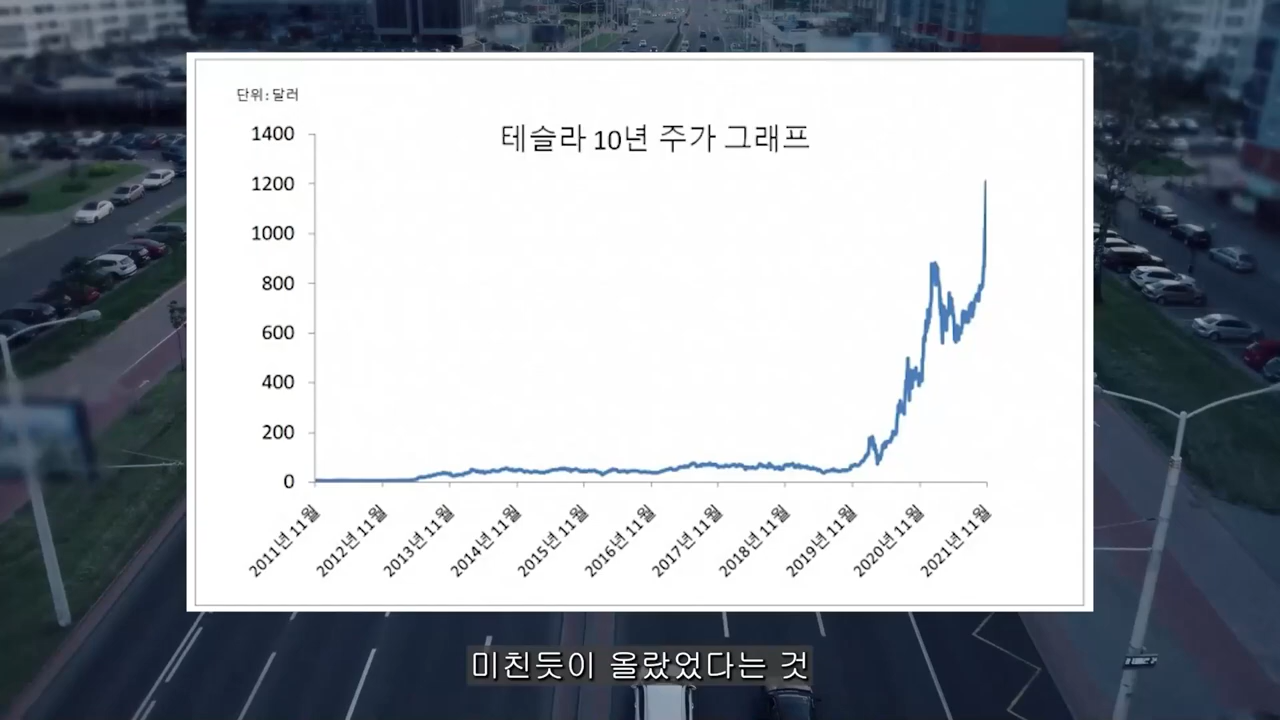 단위:달러
테슬라 10년 주가 그래프
1400
1200
1000
800
600
400
200
0
2011년 11월
2012년 11월
2013년 11월
2014년 11월
2015년 11월
2016년 11월
2017년 11월
2018년 11월
2019년 11월
2020년 11월
2021년 11월
미친듯이 올랐었다는 것